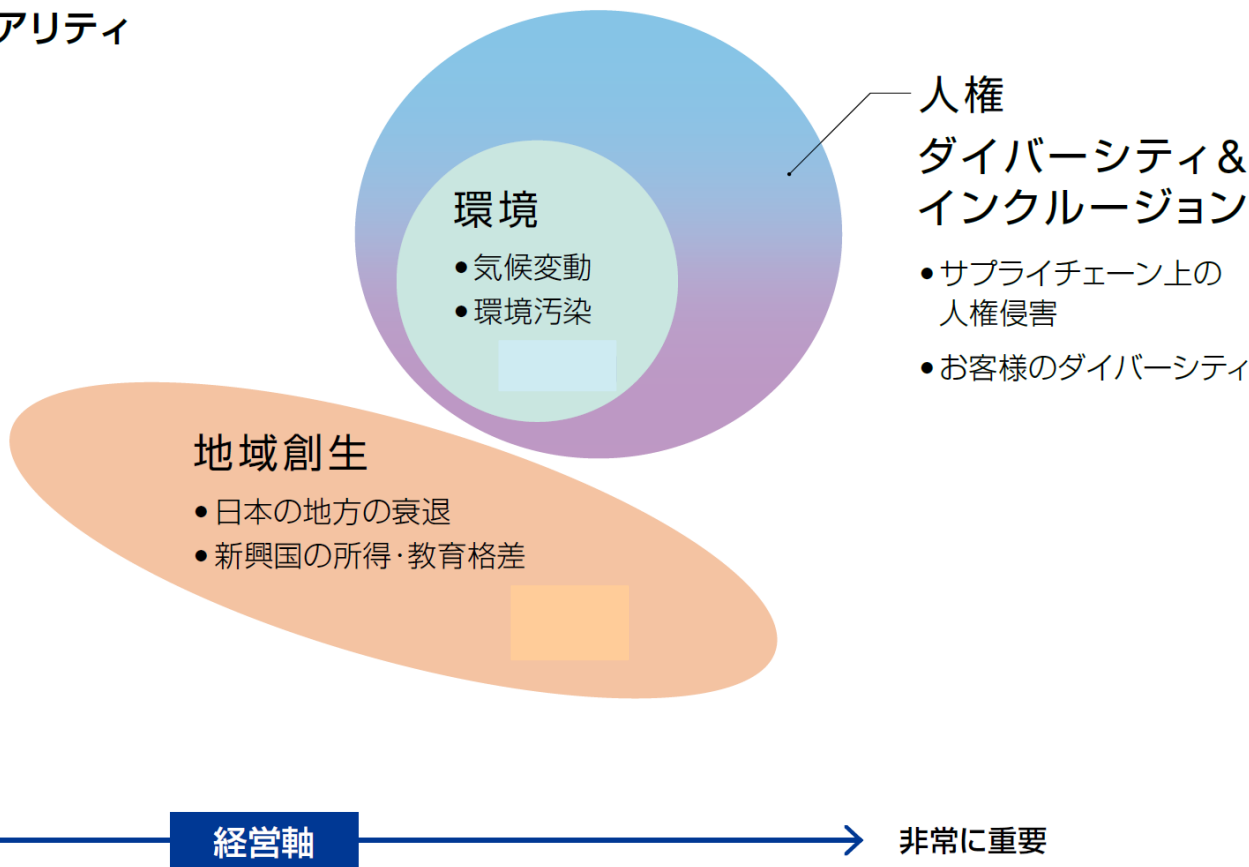 アリティ
人権
ダイバーシティ&
インクルージョン
•サプライチェーン上の
人権侵害
•お客様のダイバーシティ
環境
•気候変動
•環境汚染
地域創生
•日本の地方の衰退
•新興国の所得･教育格差
経営軸
非常に重要